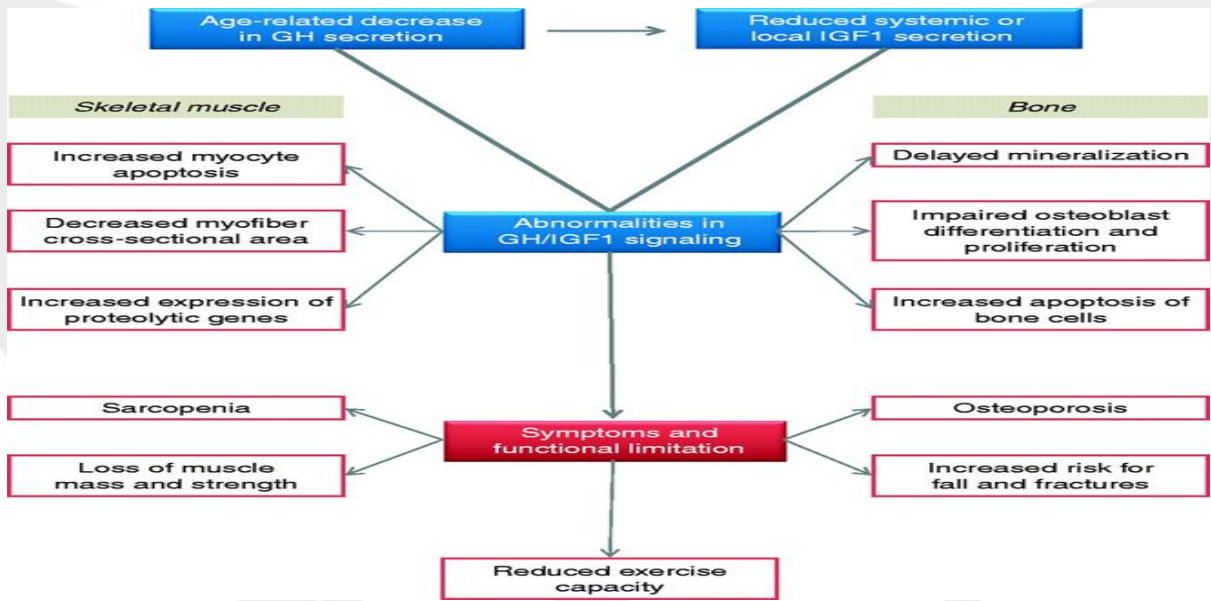 Age-related decrease
in GH secretion
Reduced systemic or
local IGF1 secretion
Skeletal muscle
Bone
Increased myocyte
apoptosis
Delayed mineralization
Decreased myofiber
cross-sectional area
Abnormalities in
GH/IGF1 signaling
Impaired osteoblast
differentiation and
proliferation
Increased expression of
proteolytic genes
Increased apoptosis of
bone cells
Sarcopenia
Symptoms and
functional limitation
Osteoporosis
Loss of muscle
mass and strength
Increased risk for
fall and fractures
Reduced exercise
capacity